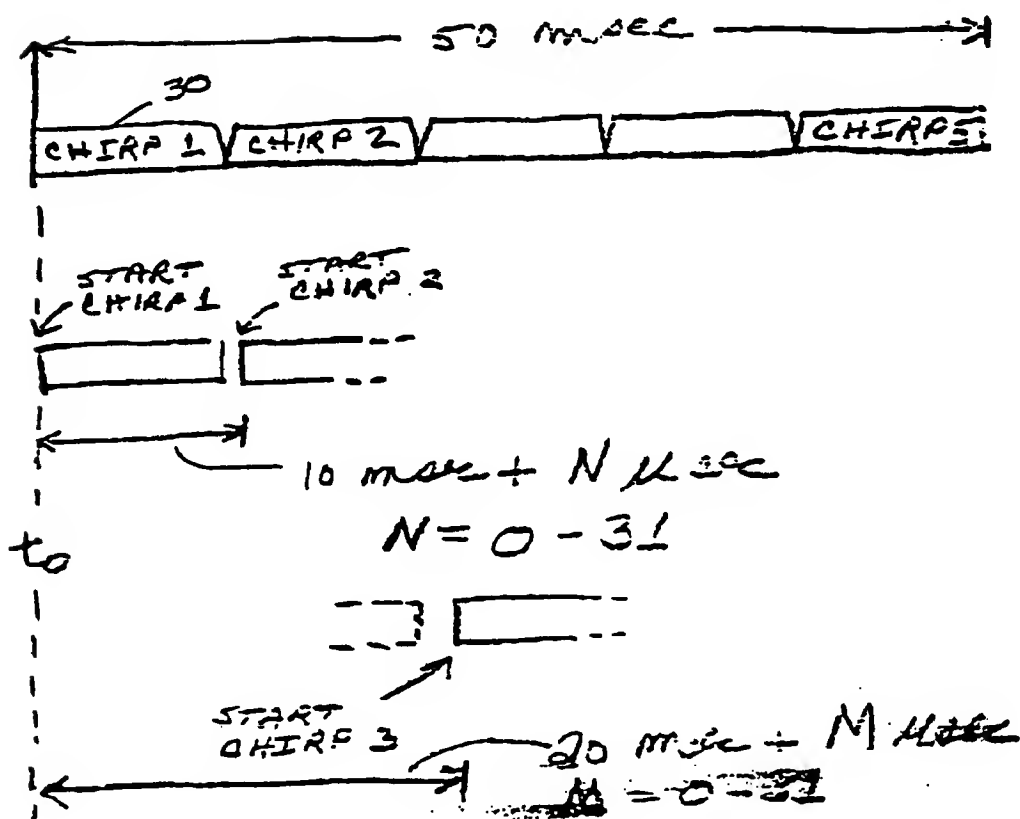 50 msec
30
CHIRP 1 CHIRP 2 CHIRP 5
START
CHIRP 1
START
CHIRP 2
10 msec + N μsec
N = 0 - 31
t0
START
CHIRP 3
20 msec + M μsec
M = 0 - 31